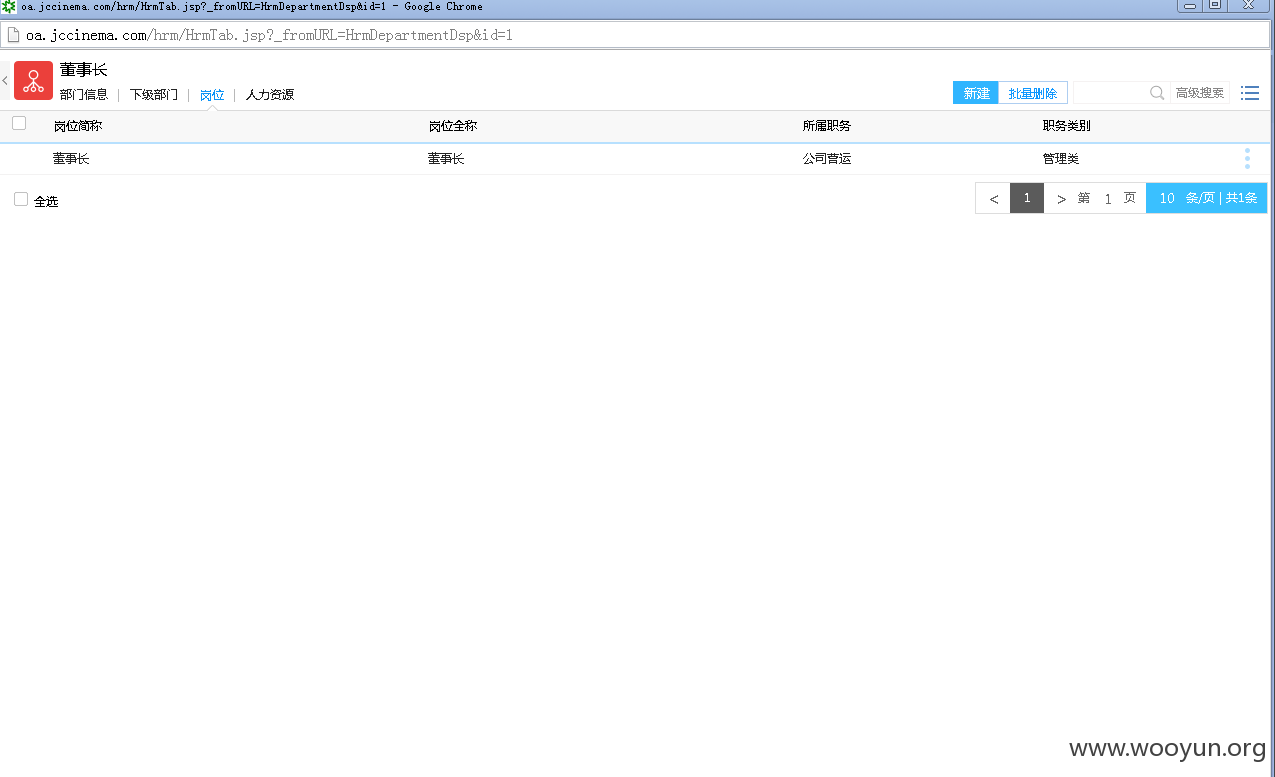 oa.jccinema.com/hrm/HrmTab.jsp?_fromURL=HrmDepartmentDsp&id=1 - Google Chrome
oa.jccinema.com/hrm/HrmTab.jsp?_fromURL=HrmDepartmentDsp&id=1
董事长
部门信息 | 下级部门 | 岗位 | 人力资源
新建 批量删除 高级搜索
岗位简称 岗位全称 所属职务 职务类别
董事长 董事长 公司营运 管理类
全选 < 1 > 第 1 页 10 条/页 | 共1条
www.wooyun.org